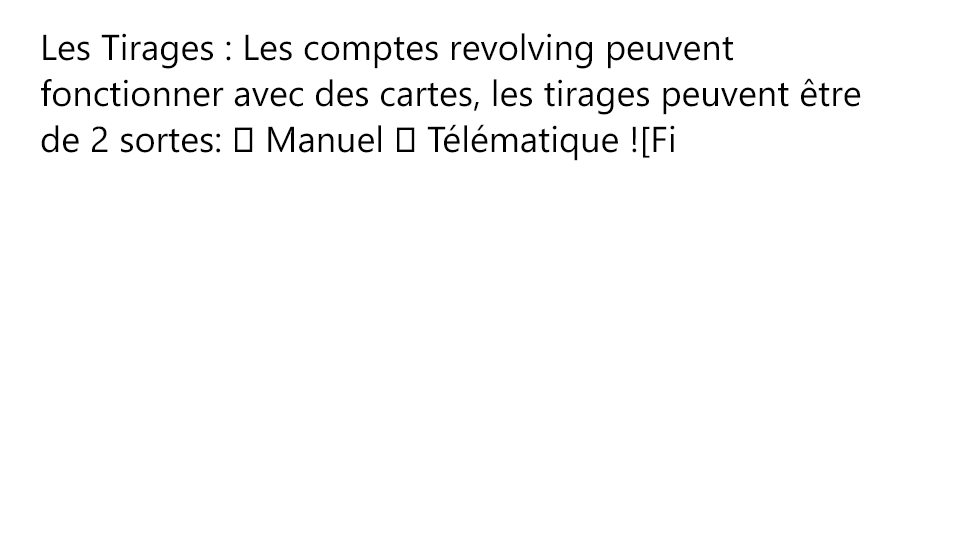 Les Tirages : Les comptes revolving peuvent
fonctionner avec des cartes, les tirages peuvent être
de 2 sortes: 􀂾 Manuel 􀂾 Télématique ![Fi